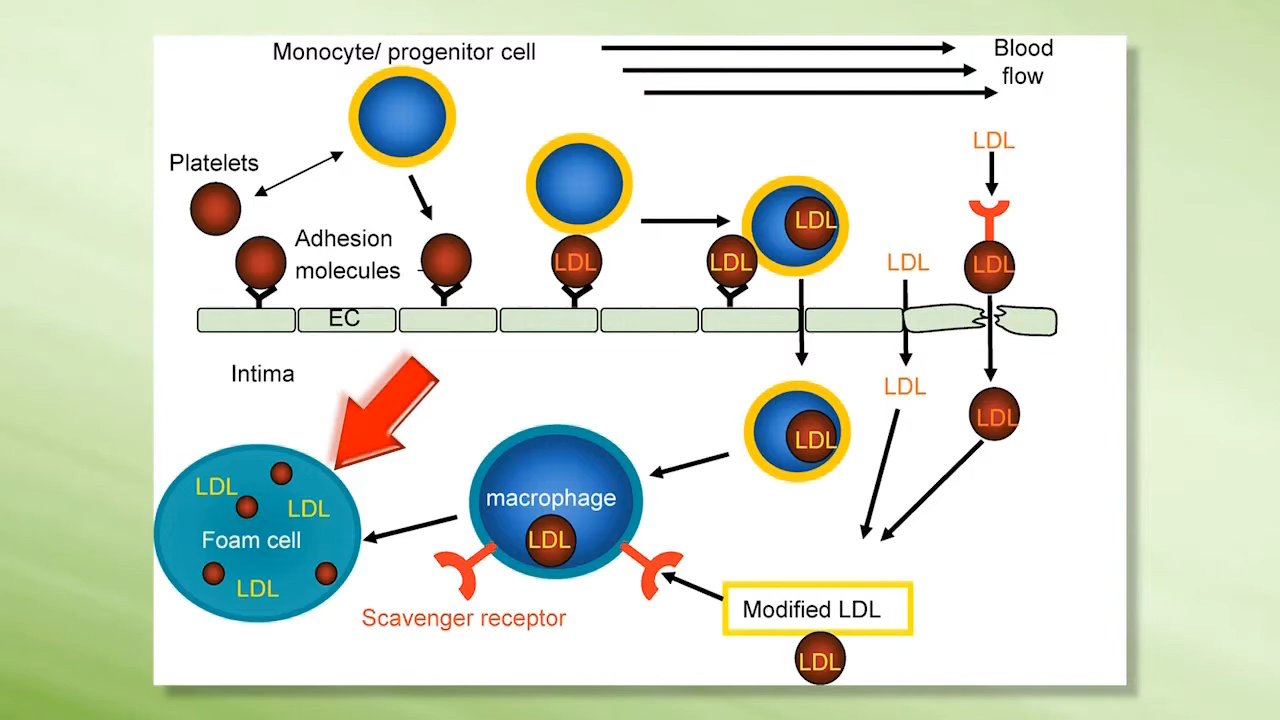 Monocyte/ progenitor cell
Blood
flow
Platelets
LDL
Adhesion
molecules
LDL
LDL
LDL
LDL
LDL
EC
Intima
LDL
LDL
LDL
LDL
macrophage
LDL
LDL
LDL
Foam cell
LDL
Scavenger receptor
Modified LDL
LDL